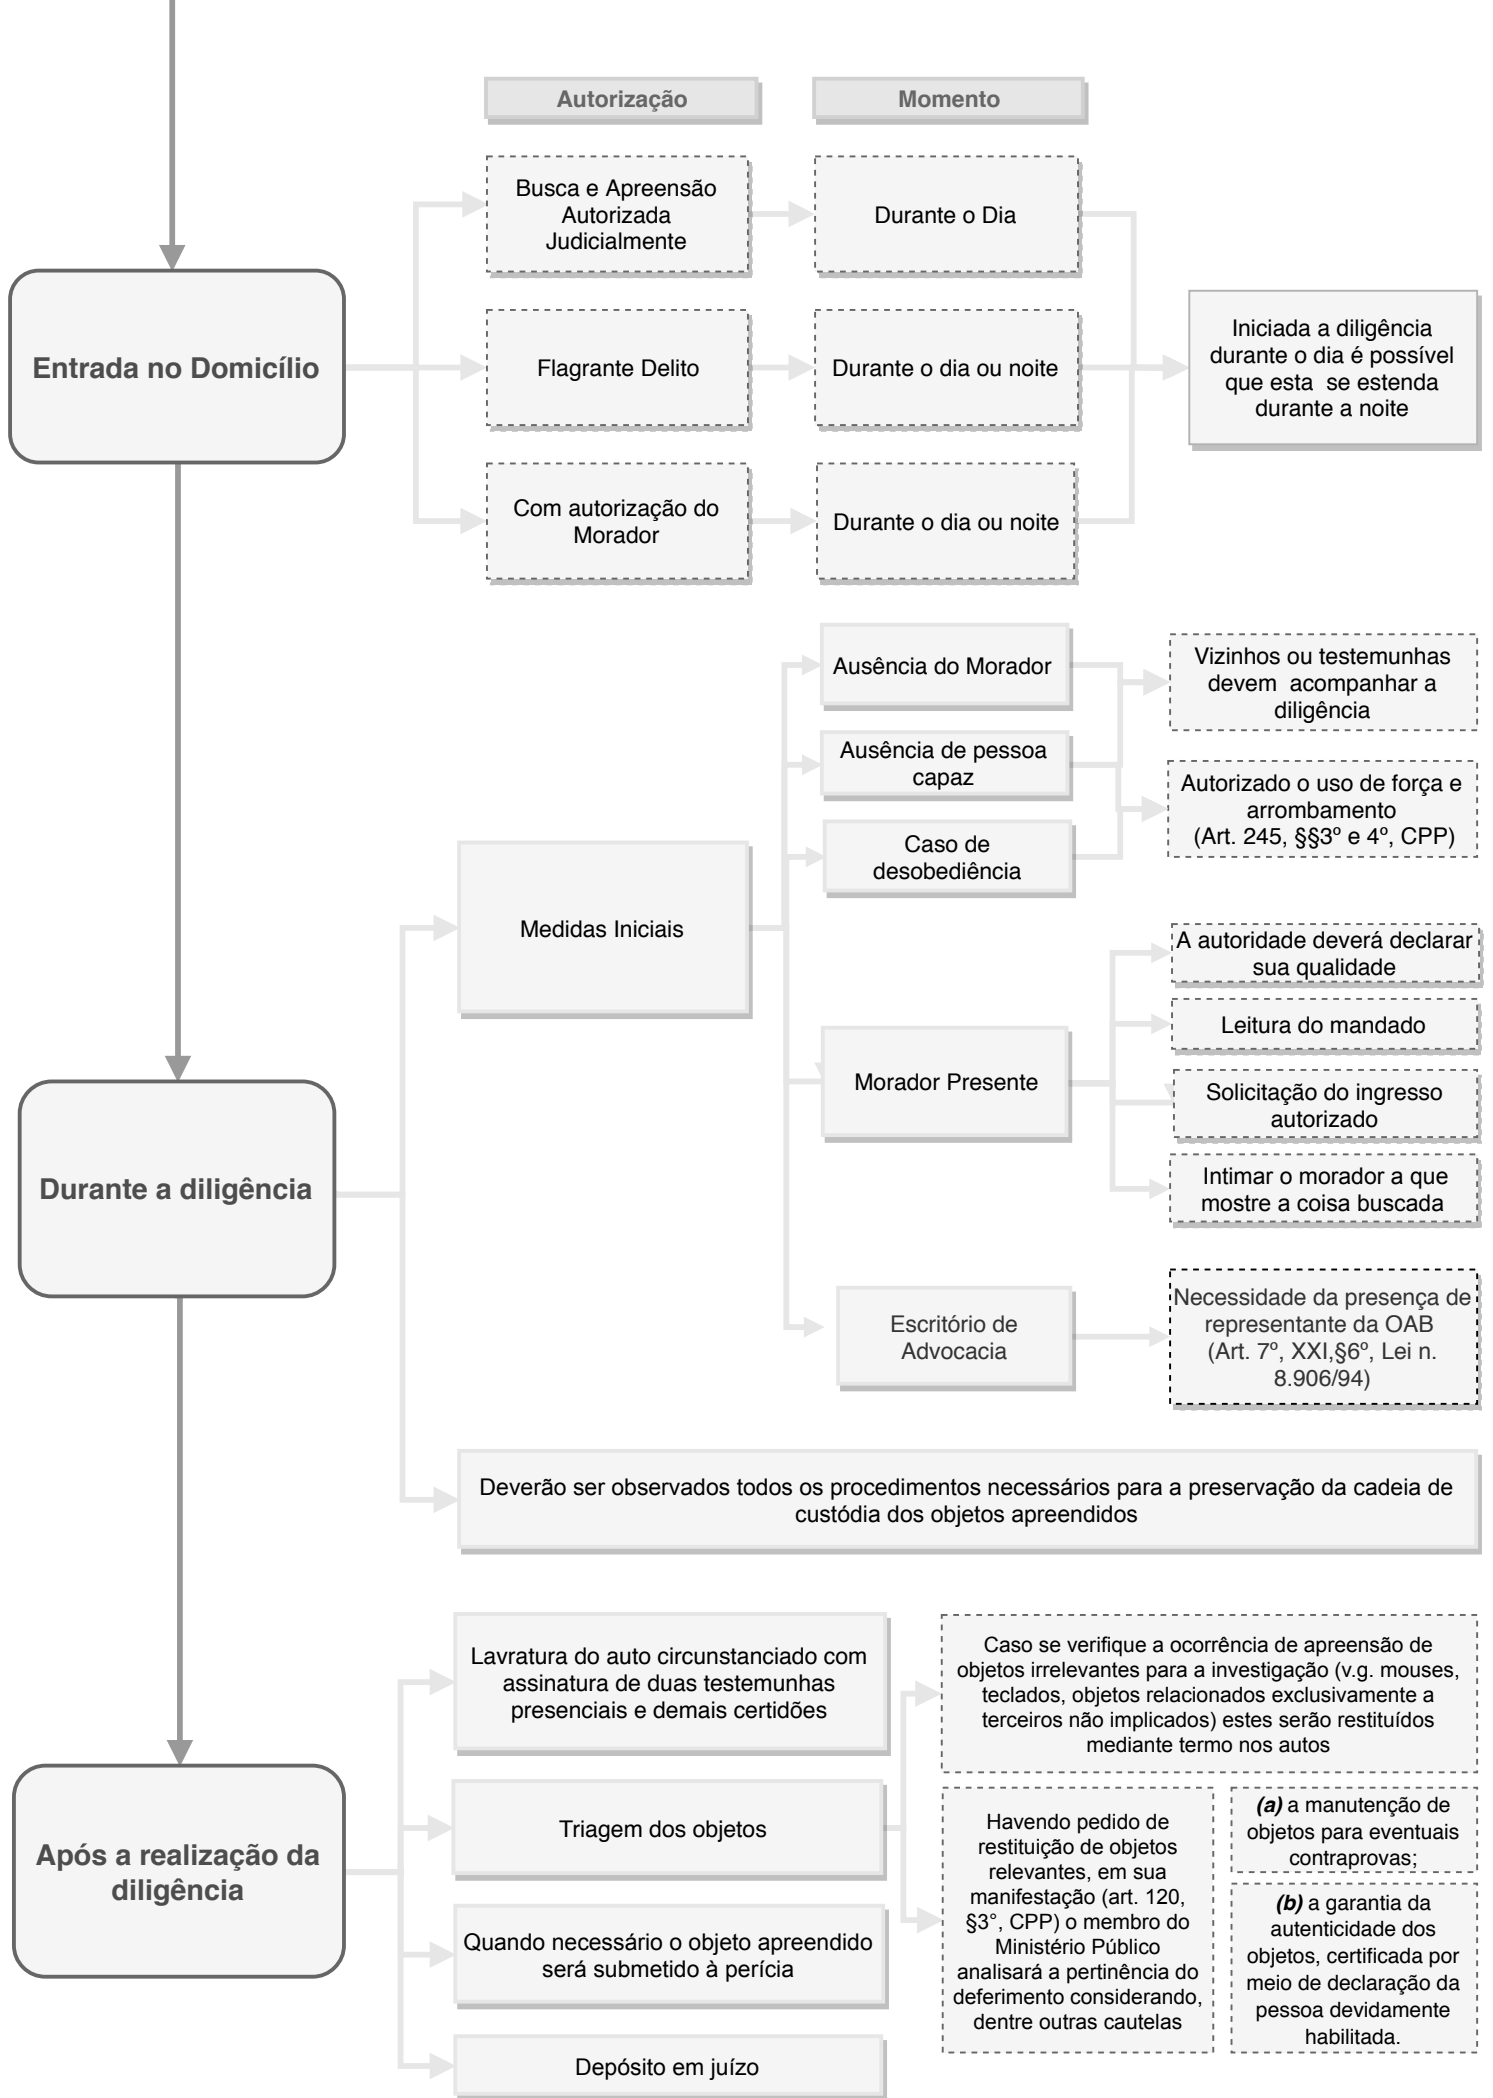 Autorização
Momento
Busca e Apreensão
Autorizada
Judicialmente
Durante o Dia
Entrada no Domicílio
Flagrante Delito
Durante o dia ou noite
Iniciada a diligência
durante o dia é possível
que esta se estenda
durante a noite
Com autorização do
Morador
Durante o dia ou noite
Ausência do Morador
Vizinhos ou testemunhas
devem acompanhar a
diligência
Ausência de pessoa
capaz
Autorizado o uso de força e
arrombamento
(Art. 245, §§3º e 4º, CPP)
Caso de
desobediência
Medidas Iniciais
A autoridade deverá declarar
sua qualidade
Leitura do mandado
Morador Presente
Solicitação do ingresso
autorizado
Durante a diligência
Intimar o morador a que
mostre a coisa buscada
Escritório de
Advocacia
Necessidade da presença de
representante da OAB
(Art. 7º, XXI,§6º, Lei n.
8.906/94)
Deverão ser observados todos os procedimentos necessários para a preservação da cadeia de
custódia dos objetos apreendidos
Lavratura do auto circunstanciado com
assinatura de duas testemunhas
presenciais e demais certidões
Caso se verifique a ocorrência de apreensão de
objetos irrelevantes para a investigação (v.g. mouses,
teclados, objetos relacionados exclusivamente a
terceiros não implicados) estes serão restituídos
mediante termo nos autos
Após a realização da
diligência
Triagem dos objetos
Havendo pedido de
restituição de objetos
relevantes, em sua
manifestação (art. 120,
§3°, CPP) o membro do
Ministério Público
analisará a pertinência do
deferimento considerando,
dentre outras cautelas
(a) a manutenção de
objetos para eventuais
contraprovas;
(b) a garantia da
autenticidade dos
objetos, certificada por
meio de declaração da
pessoa devidamente
habilitada.
Quando necessário o objeto apreendido
será submetido à perícia
Depósito em juízo